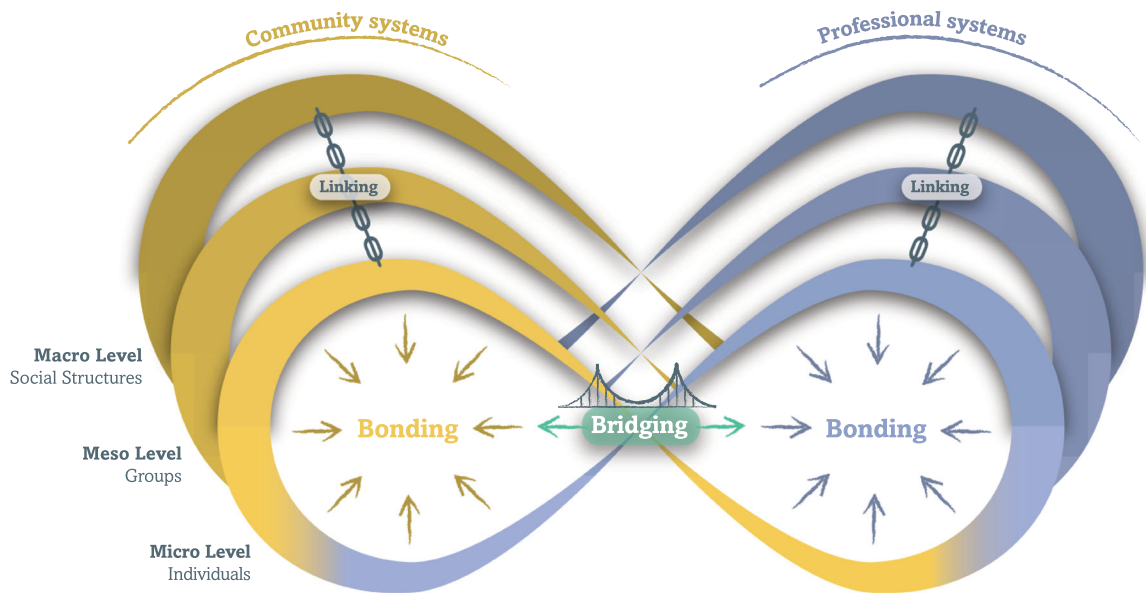 Community systems
Professional systems
Linking
Linking
Macro Level
Social Structures
Bonding
Bridging
Bonding
Meso Level
Groups
Micro Level
Individuals